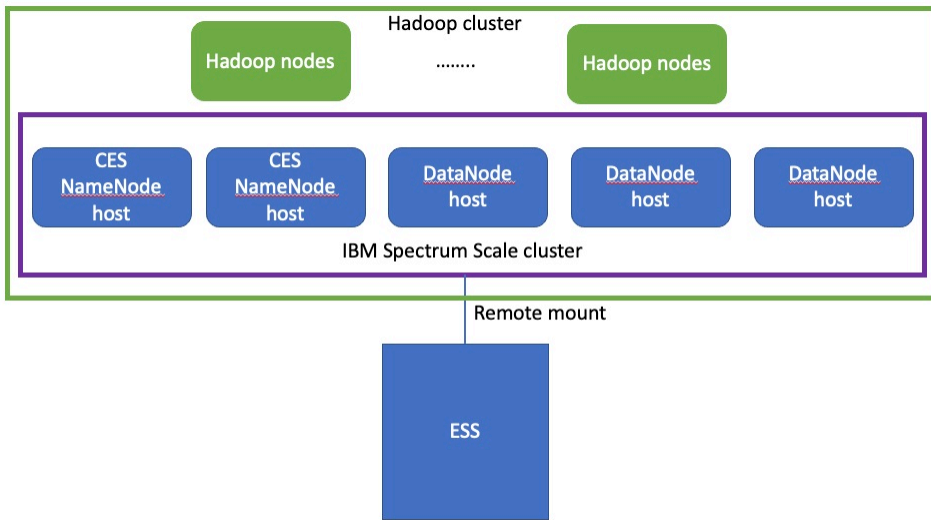 Hadoop cluster
Hadoop nodes
........
Hadoop nodes
CES
NameNode
host
CES
NameNode
host
DataNode
host
DataNode
host
DataNode
host
IBM Spectrum Scale cluster
Remote mount
ESS